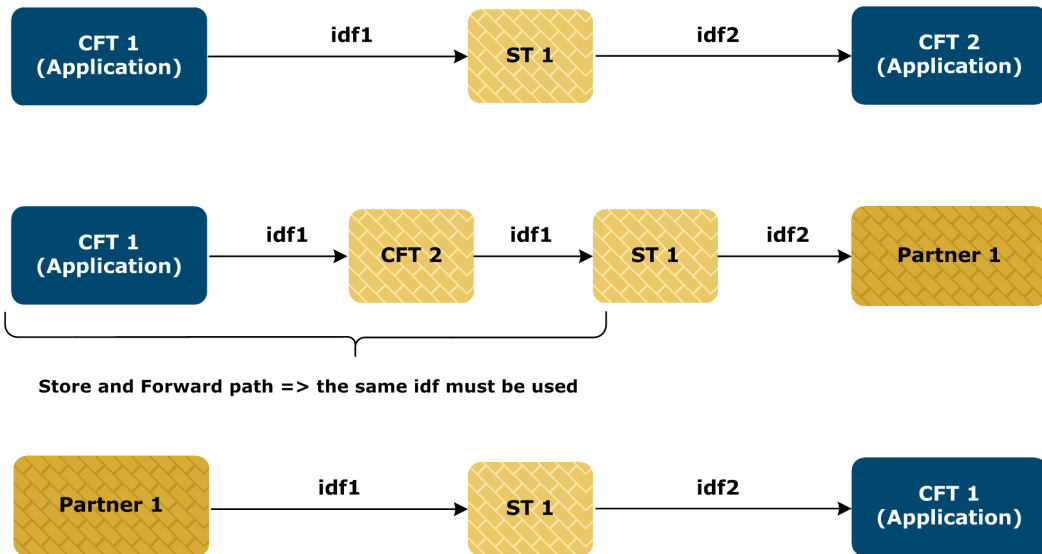 CFT 1
(Application)
idf1
ST 1
idf2
CFT 2
(Application)
CFT 1
(Application)
idf1
CFT 2
idf1
ST 1
idf2
Partner 1
Store and Forward path => the same idf must be used
Partner 1
idf1
ST 1
idf2
CFT 1
(Application)